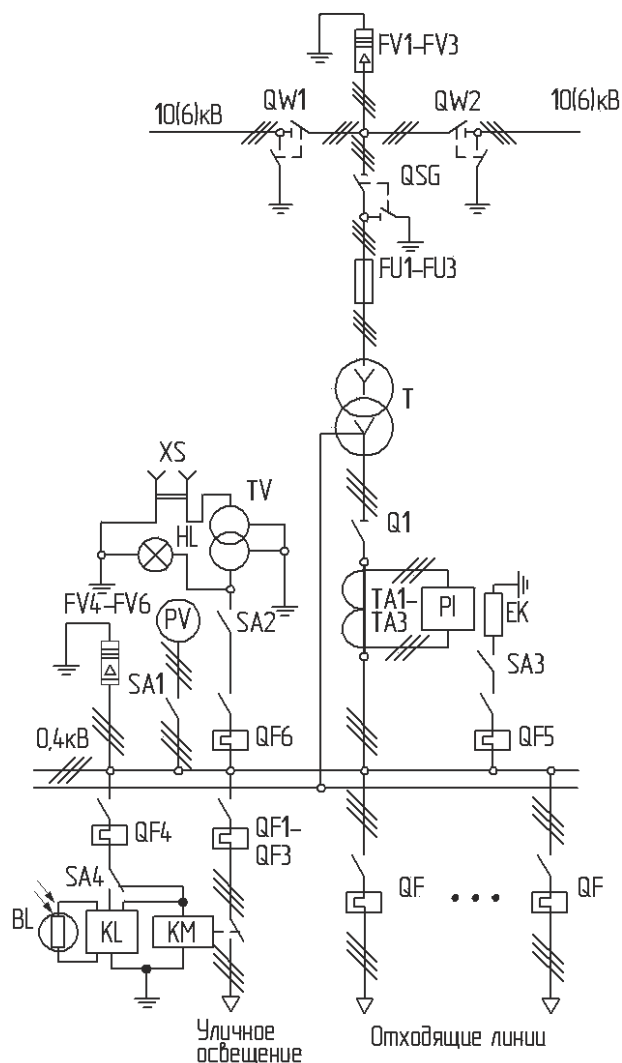 FV1-FV3
QW1
QW2
10(6)кВ
10(6)кВ
QSG
FU1-FU3
T
XS
TV
HL
Q1
FV4-FV6
PV
SA2
TA1-
TA3
PI
EK
SA1
SA3
0,4кВ
QF6
QF5
QF4
QF1-
QF3
SA4
BL
KL
KM
QF
QF
Уличное
освещение
Отходящие линии